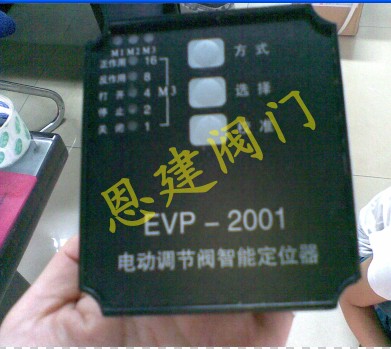 M1 M2 M3
正作用 16
反作用 8
打开 4 M3
停止 2
关闭 1
方式
选择
校准
恩建阀门
EVP-2001
电动调节阀智能定位器